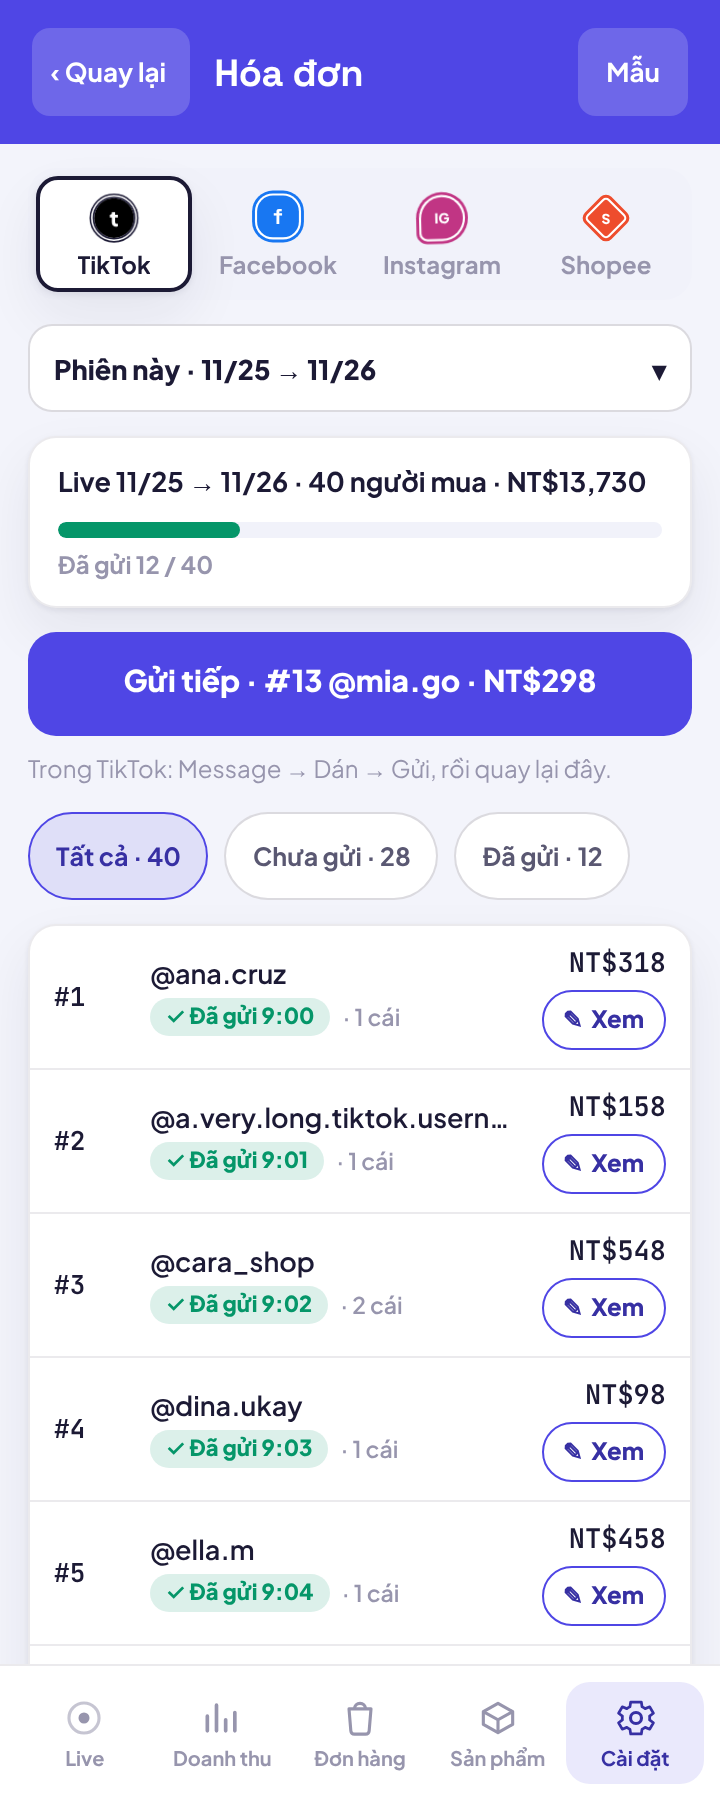 ‹ Quay lại
Hóa đơn
Mẫu
t
f
IG
S
TikTok
Facebook
Instagram
Shopee
Phiên này · 11/25 → 11/26 ▼
Live 11/25 → 11/26 · 40 người mua · NT$13,730
Đã gửi 12 / 40
Gửi tiếp · #13 @mia.go · NT$298
Trong TikTok: Message → Dán → Gửi, rồi quay lại đây.
Tất cả · 40
Chưa gửi · 28
Đã gửi · 12
#1
@ana.cruz
✓ Đã gửi 9:00 · 1 cái
NT$318
✎ Xem
#2
@a.very.long.tiktok.usern…
✓ Đã gửi 9:01 · 1 cái
NT$158
✎ Xem
#3
@cara_shop
✓ Đã gửi 9:02 · 2 cái
NT$548
✎ Xem
#4
@dina.ukay
✓ Đã gửi 9:03 · 1 cái
NT$98
✎ Xem
#5
@ella.m
✓ Đã gửi 9:04 · 1 cái
NT$458
✎ Xem
Live
Doanh thu
Đơn hàng
Sản phẩm
Cài đặt